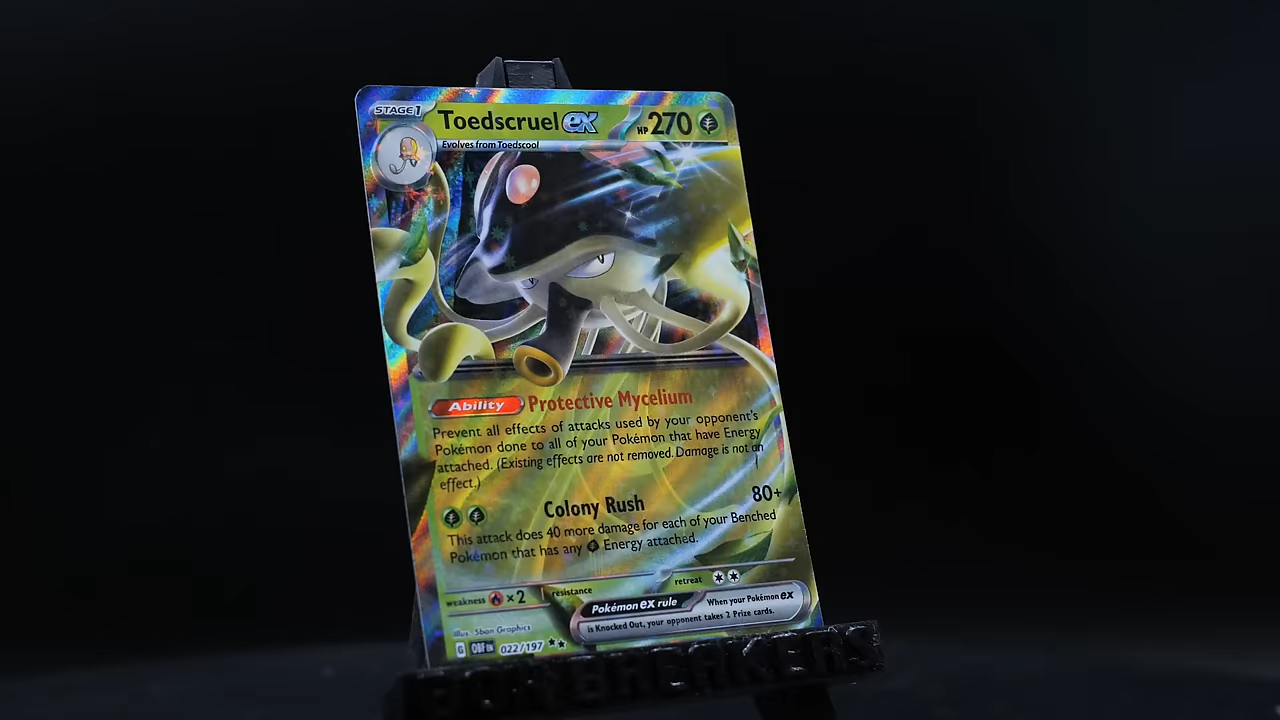 STAGE1
Toedscruel ex
HP 270
Evolves from Toedscool
Ability Protective Mycelium
Prevent all effects of attacks used by your opponent's
Pokémon done to all of your Pokémon that have Energy
attached. (Existing effects are not removed. Damage is not an
effect.)
Colony Rush 80+
This attack does 40 more damage for each of your Benched
Pokémon that has any Energy attached.
weakness ×2 resistance retreat
Pokémon ex rule When your Pokémon ex
is Knocked Out, your opponent takes 2 Prize cards.
Illus. 5ban Graphics
G OBF EN 022/197